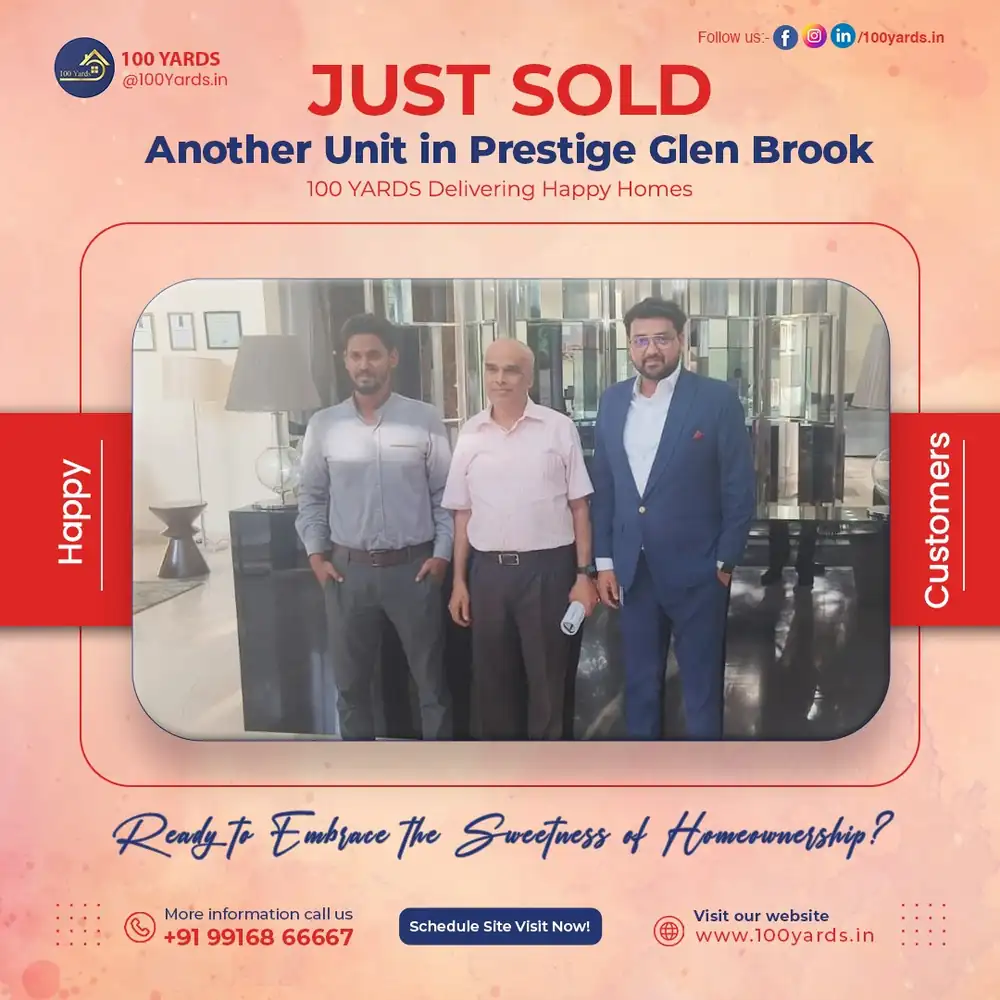 100 Yards
100 YARDS
@100Yards.in
Follow us:- /100yards.in
JUST SOLD
Another Unit in Prestige Glen Brook
100 YARDS Delivering Happy Homes
Happy
Customers
Ready to Embrace the Sweetness of Homeownership?
More information call us
+91 99168 66667
Schedule Site Visit Now!
Visit our website
www.100yards.in